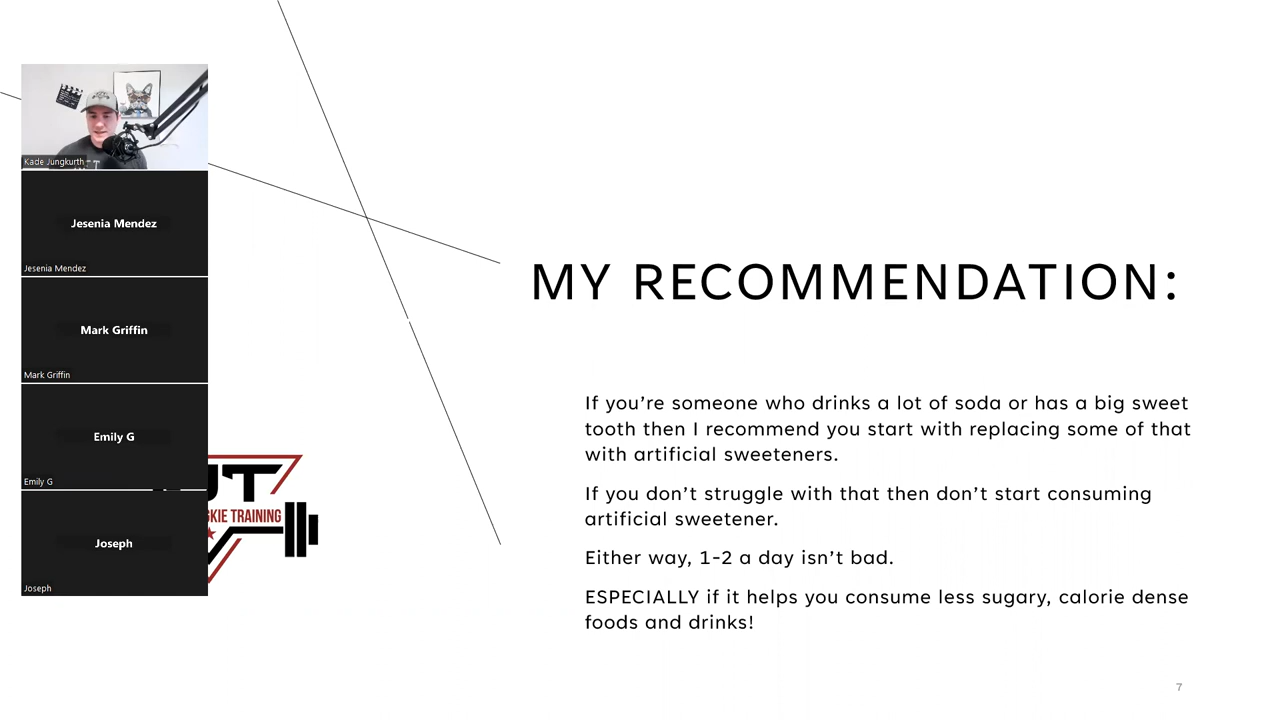 Kade Jungkurth
Jesenia Mendez
Jesenia Mendez
Mark Griffin
Mark Griffin
Emily G
Emily G
Joseph
Joseph
TRAINING
MY RECOMMENDATION:
If you’re someone who drinks a lot of soda or has a big sweet
tooth then I recommend you start with replacing some of that
with artificial sweeteners.
If you don’t struggle with that then don’t start consuming
artificial sweetener.
Either way, 1-2 a day isn’t bad.
ESPECIALLY if it helps you consume less sugary, calorie dense
foods and drinks!
7